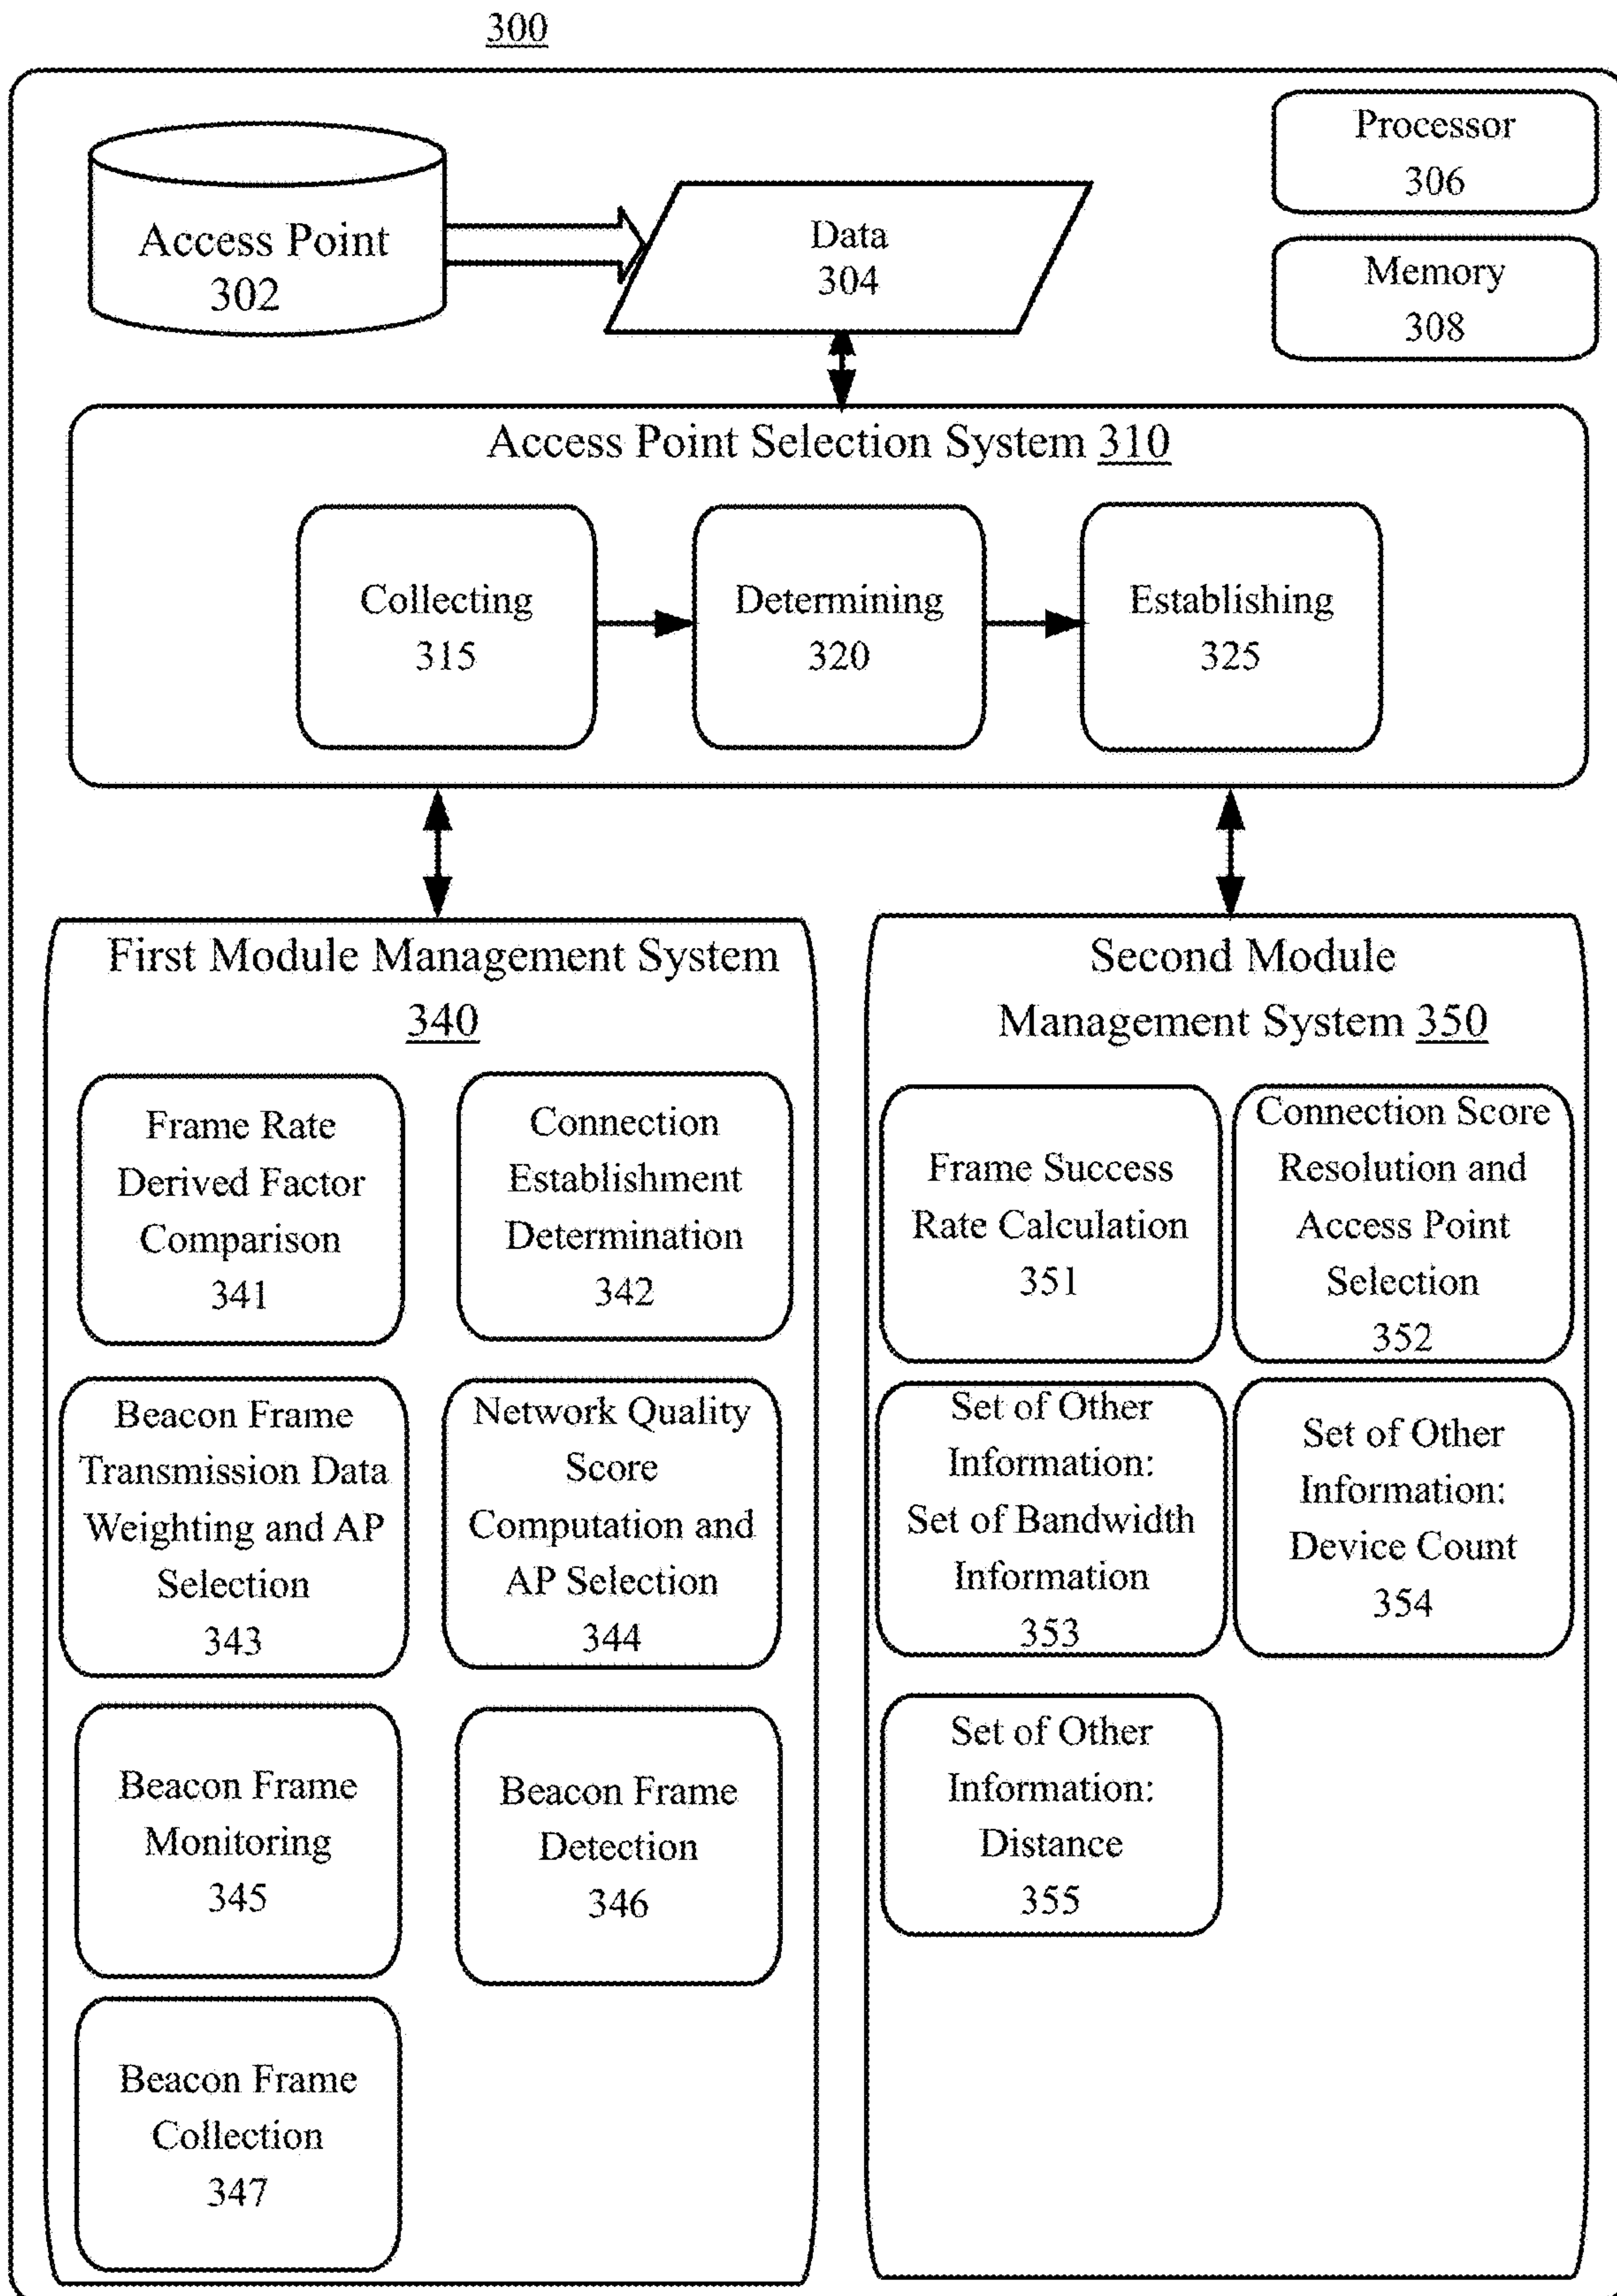 300
Access Point
302
Data
304
Processor
306
Memory
308
Access Point Selection System 310
Collecting
315
Determining
320
Establishing
325
First Module Management System
340
Frame Rate
Derived Factor
Comparison
341
Connection
Establishment
Determination
342
Beacon Frame
Transmission Data
Weighting and AP
Selection
343
Network Quality
Score
Computation and
AP Selection
344
Beacon Frame
Monitoring
345
Beacon Frame
Detection
346
Beacon Frame
Collection
347
Second Module
Management System 350
Frame Success
Rate Calculation
351
Connection Score
Resolution and
Access Point
Selection
352
Set of Other
Information:
Set of Bandwidth
Information
353
Set of Other
Information:
Device Count
354
Set of Other
Information:
Distance
355